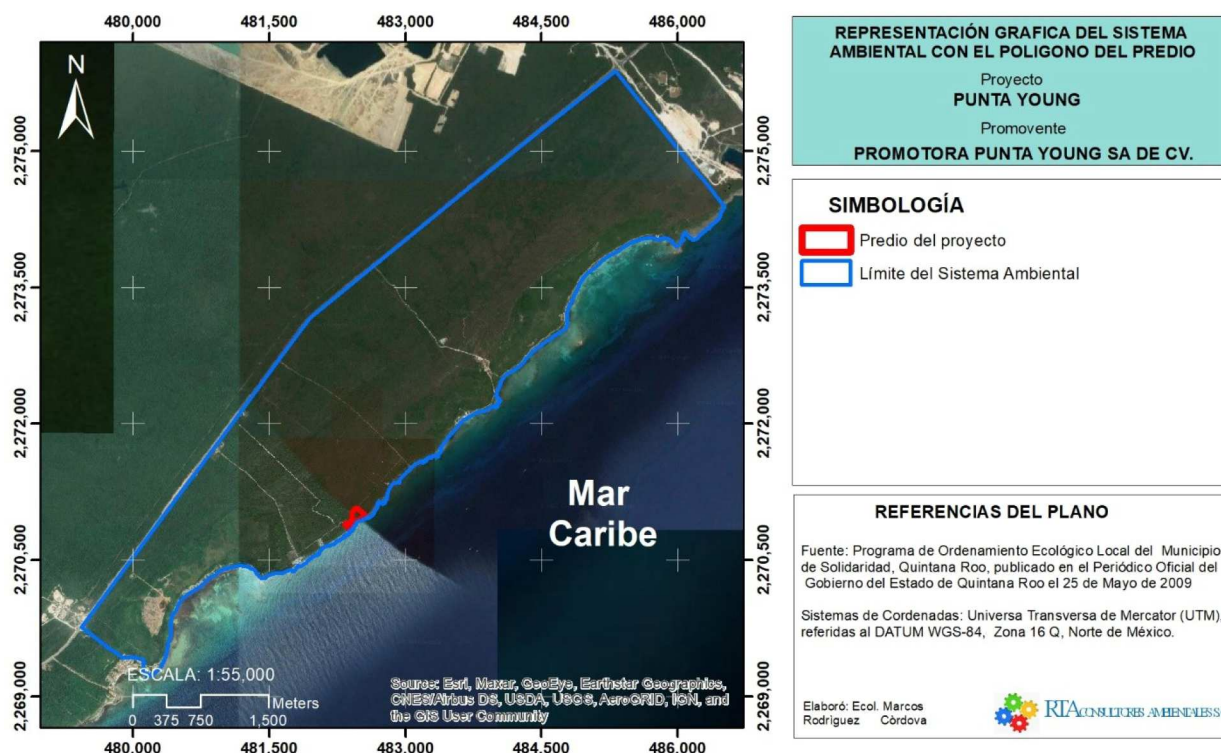 480,000 481,500 483,000 484,500 486,000
N
2,275,000 2,275,000
2,273,500 2,273,500
2,272,000 2,272,000
2,270,500 2,270,500
2,269,000 2,269,000
Mar
Caribe
ESCALA: 1:55,000
Meters
0 375 750 1,500
Source: Esri, Maxar, GeoEye, Earthstar Geographics,
CNES/Airbus DS, USDA, USGS, AeroGRID, IGN, and
the GIS User Community
480,000 481,500 483,000 484,500 486,000
REPRESENTACIÓN GRAFICA DEL SISTEMA
AMBIENTAL CON EL POLIGONO DEL PREDIO
Proyecto
PUNTA YOUNG
Promovente
PROMOTORA PUNTA YOUNG SA DE CV.
SIMBOLOGÍA
Predio del proyecto
Límite del Sistema Ambiental
REFERENCIAS DEL PLANO
Fuente: Programa de Ordenamiento Ecológico Local del Municipio
de Solidaridad, Quintana Roo, publicado en el Periódico Oficial del
Gobierno del Estado de Quintana Roo el 25 de Mayo de 2009
Sistemas de Cordenadas: Universa Transversa de Mercator (UTM),
referidas al DATUM WGS-84, Zona 16 Q, Norte de México.
Elaboró: Ecol. Marcos
Rodriguez Còrdova
RTA CONSULTORES AMBIENTALES